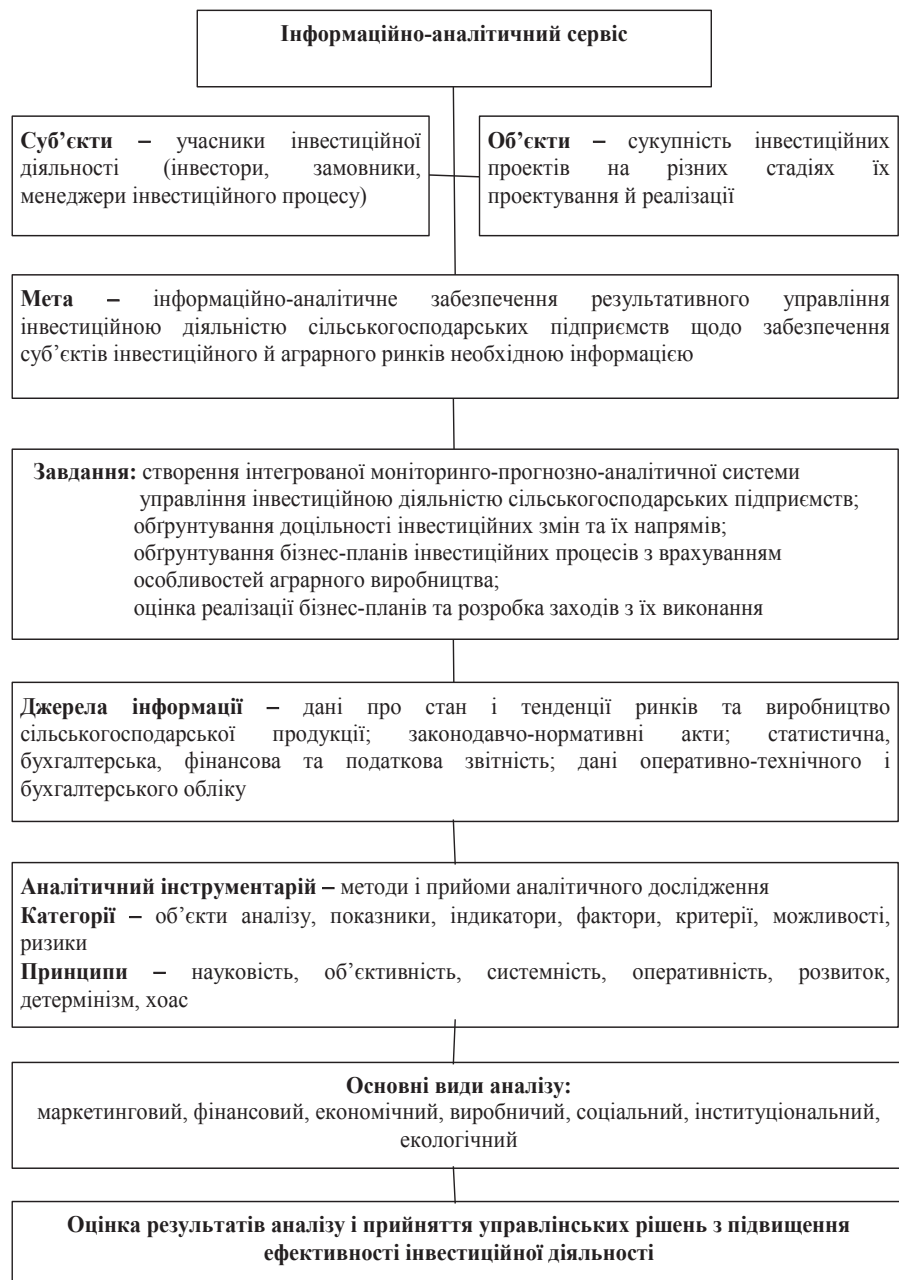 Інформаційно-аналітичний сервіс
Суб’єкти – учасники інвестиційної
діяльності (інвестори, замовники,
менеджери інвестиційного процесу)
Об’єкти – сукупність інвестиційних
проектів на різних стадіях їх
проектування й реалізації
Мета – інформаційно-аналітичне забезпечення результативного управління
інвестиційною діяльністю сільськогосподарських підприємств щодо забезпечення
суб’єктів інвестиційного й аграрного ринків необхідною інформацією
Завдання: створення інтегрованої моніторинго-прогнозно-аналітичної системи
управління інвестиційною діяльністю сільськогосподарських підприємств;
обґрунтування доцільності інвестиційних змін та їх напрямів;
обґрунтування бізнес-планів інвестиційних процесів з врахуванням
особливостей аграрного виробництва;
оцінка реалізації бізнес-планів та розробка заходів з їх виконання
Джерела інформації – дані про стан і тенденції ринків та виробництво
сільськогосподарської продукції; законодавчо-нормативні акти; статистична,
бухгалтерська, фінансова та податкова звітність; дані оперативно-технічного і
бухгалтерського обліку
Аналітичний інструментарій – методи і прийоми аналітичного дослідження
Категорії – об’єкти аналізу, показники, індикатори, фактори, критерії, можливості,
ризики
Принципи – науковість, об’єктивність, системність, оперативність, розвиток,
детермінізм, хоас
Основні види аналізу:
маркетинговий, фінансовий, економічний, виробничий, соціальний, інституціональний,
екологічний
Оцінка результатів аналізу і прийняття управлінських рішень з підвищення
ефективності інвестиційної діяльності